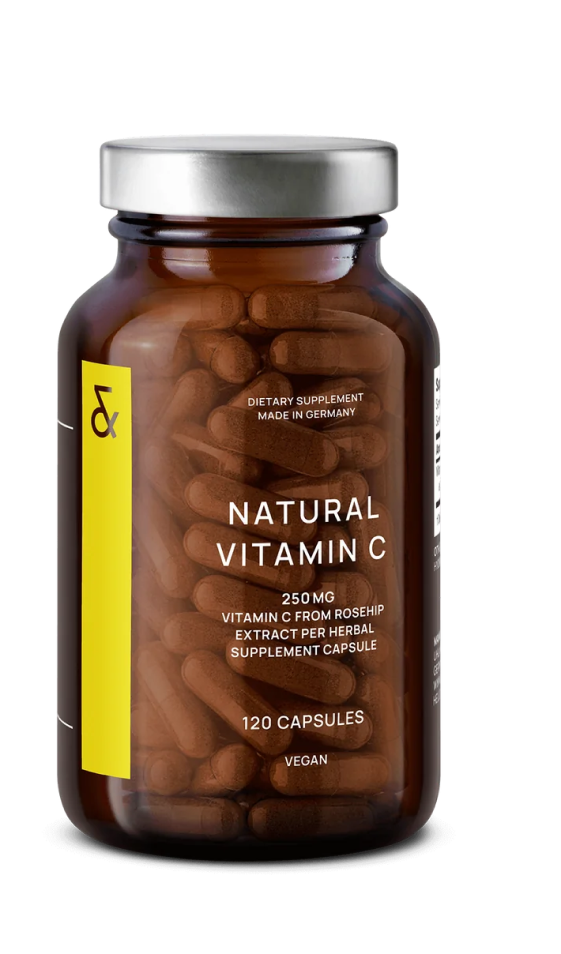 DIETARY SUPPLEMENT
MADE IN GERMANY
NATURAL
VITAMIN C
250 MG
VITAMIN C FROM ROSEHIP
EXTRACT PER HERBAL
SUPPLEMENT CAPSULE
120 CAPSULES
VEGAN